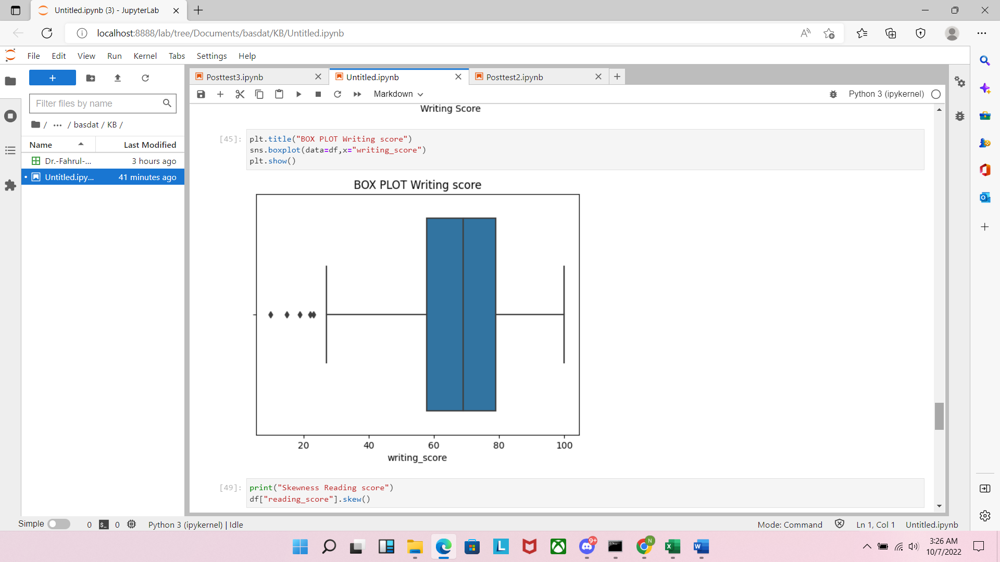 Untitled.ipynb (3) - JupyterLab
localhost:8888/lab/tree/Documents/basdat/KB/Untitled.ipynb
File Edit View Run Kernel Tabs Settings Help
Posttest3.ipynb Untitled.ipynb Posttest2.ipynb
Markdown Python 3 (ipykernel)
Filter files by name
/ ... / basdat / KB /
Name Last Modified
Dr.-Fahrul-... 3 hours ago
Untitled.ipy... 41 minutes ago
Writing Score
[45]: plt.title("BOX PLOT Writing score")
sns.boxplot(data=df,x="writing_score")
plt.show()
BOX PLOT Writing score
20 40 60 80 100
writing_score
[49]: print("Skewness Reading score")
df["reading_score"].skew()
Simple 0 $_ 0 Python 3 (ipykernel) | Idle Mode: Command Ln 1, Col 1 Untitled.ipynb
9+ N
3:26 AM
10/7/2022